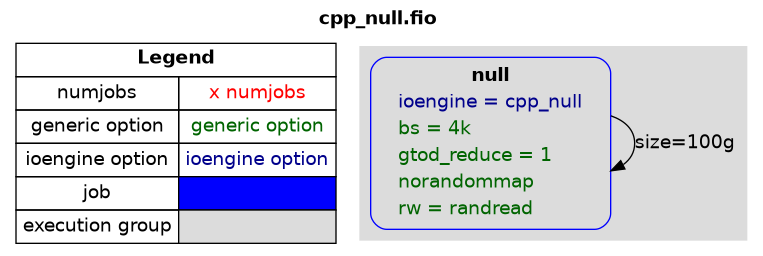 cpp_null.fio
Legend
numjobs x numjobs
generic option generic option
ioengine option ioengine option
job
execution group
null
ioengine = cpp_null
bs = 4k
gtod_reduce = 1
norandommap
rw = randread
size=100g